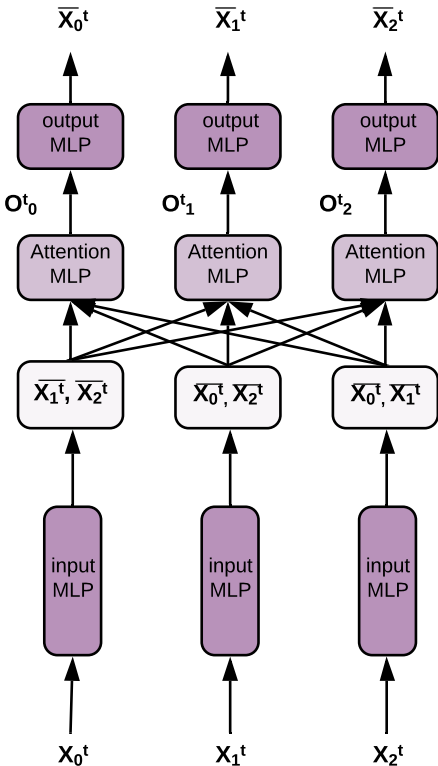 X̅₀ᵗ X̅₁ᵗ X̅₂ᵗ
output MLP output MLP output MLP
Oᵗ₀ Oᵗ₁ Oᵗ₂
Attention MLP Attention MLP Attention MLP
X̅₁ᵗ, X̅₂ᵗ X̅₀ᵗ, X̅₂ᵗ X̅₀ᵗ, X̅₁ᵗ
input MLP input MLP input MLP
X₀ᵗ X₁ᵗ X₂ᵗ